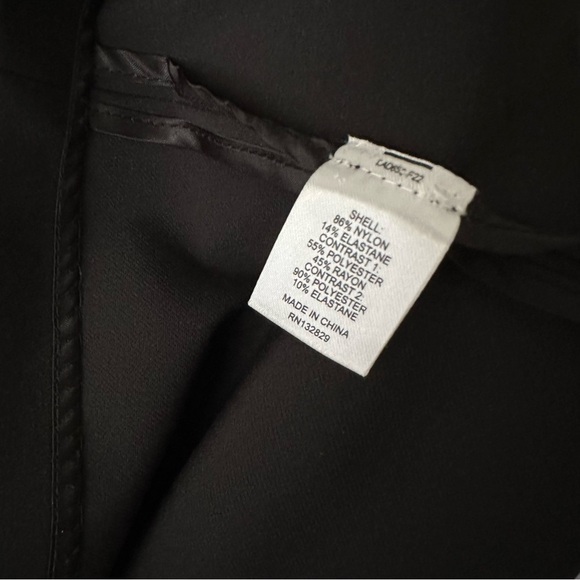 SHELL:
86% NYLON
14% ELASTANE
CONTRAST 1:
55% POLYESTER
45% RAYON
CONTRAST 2:
90% POLYESTER
10% ELASTANE
MADE IN CHINA
RN132829